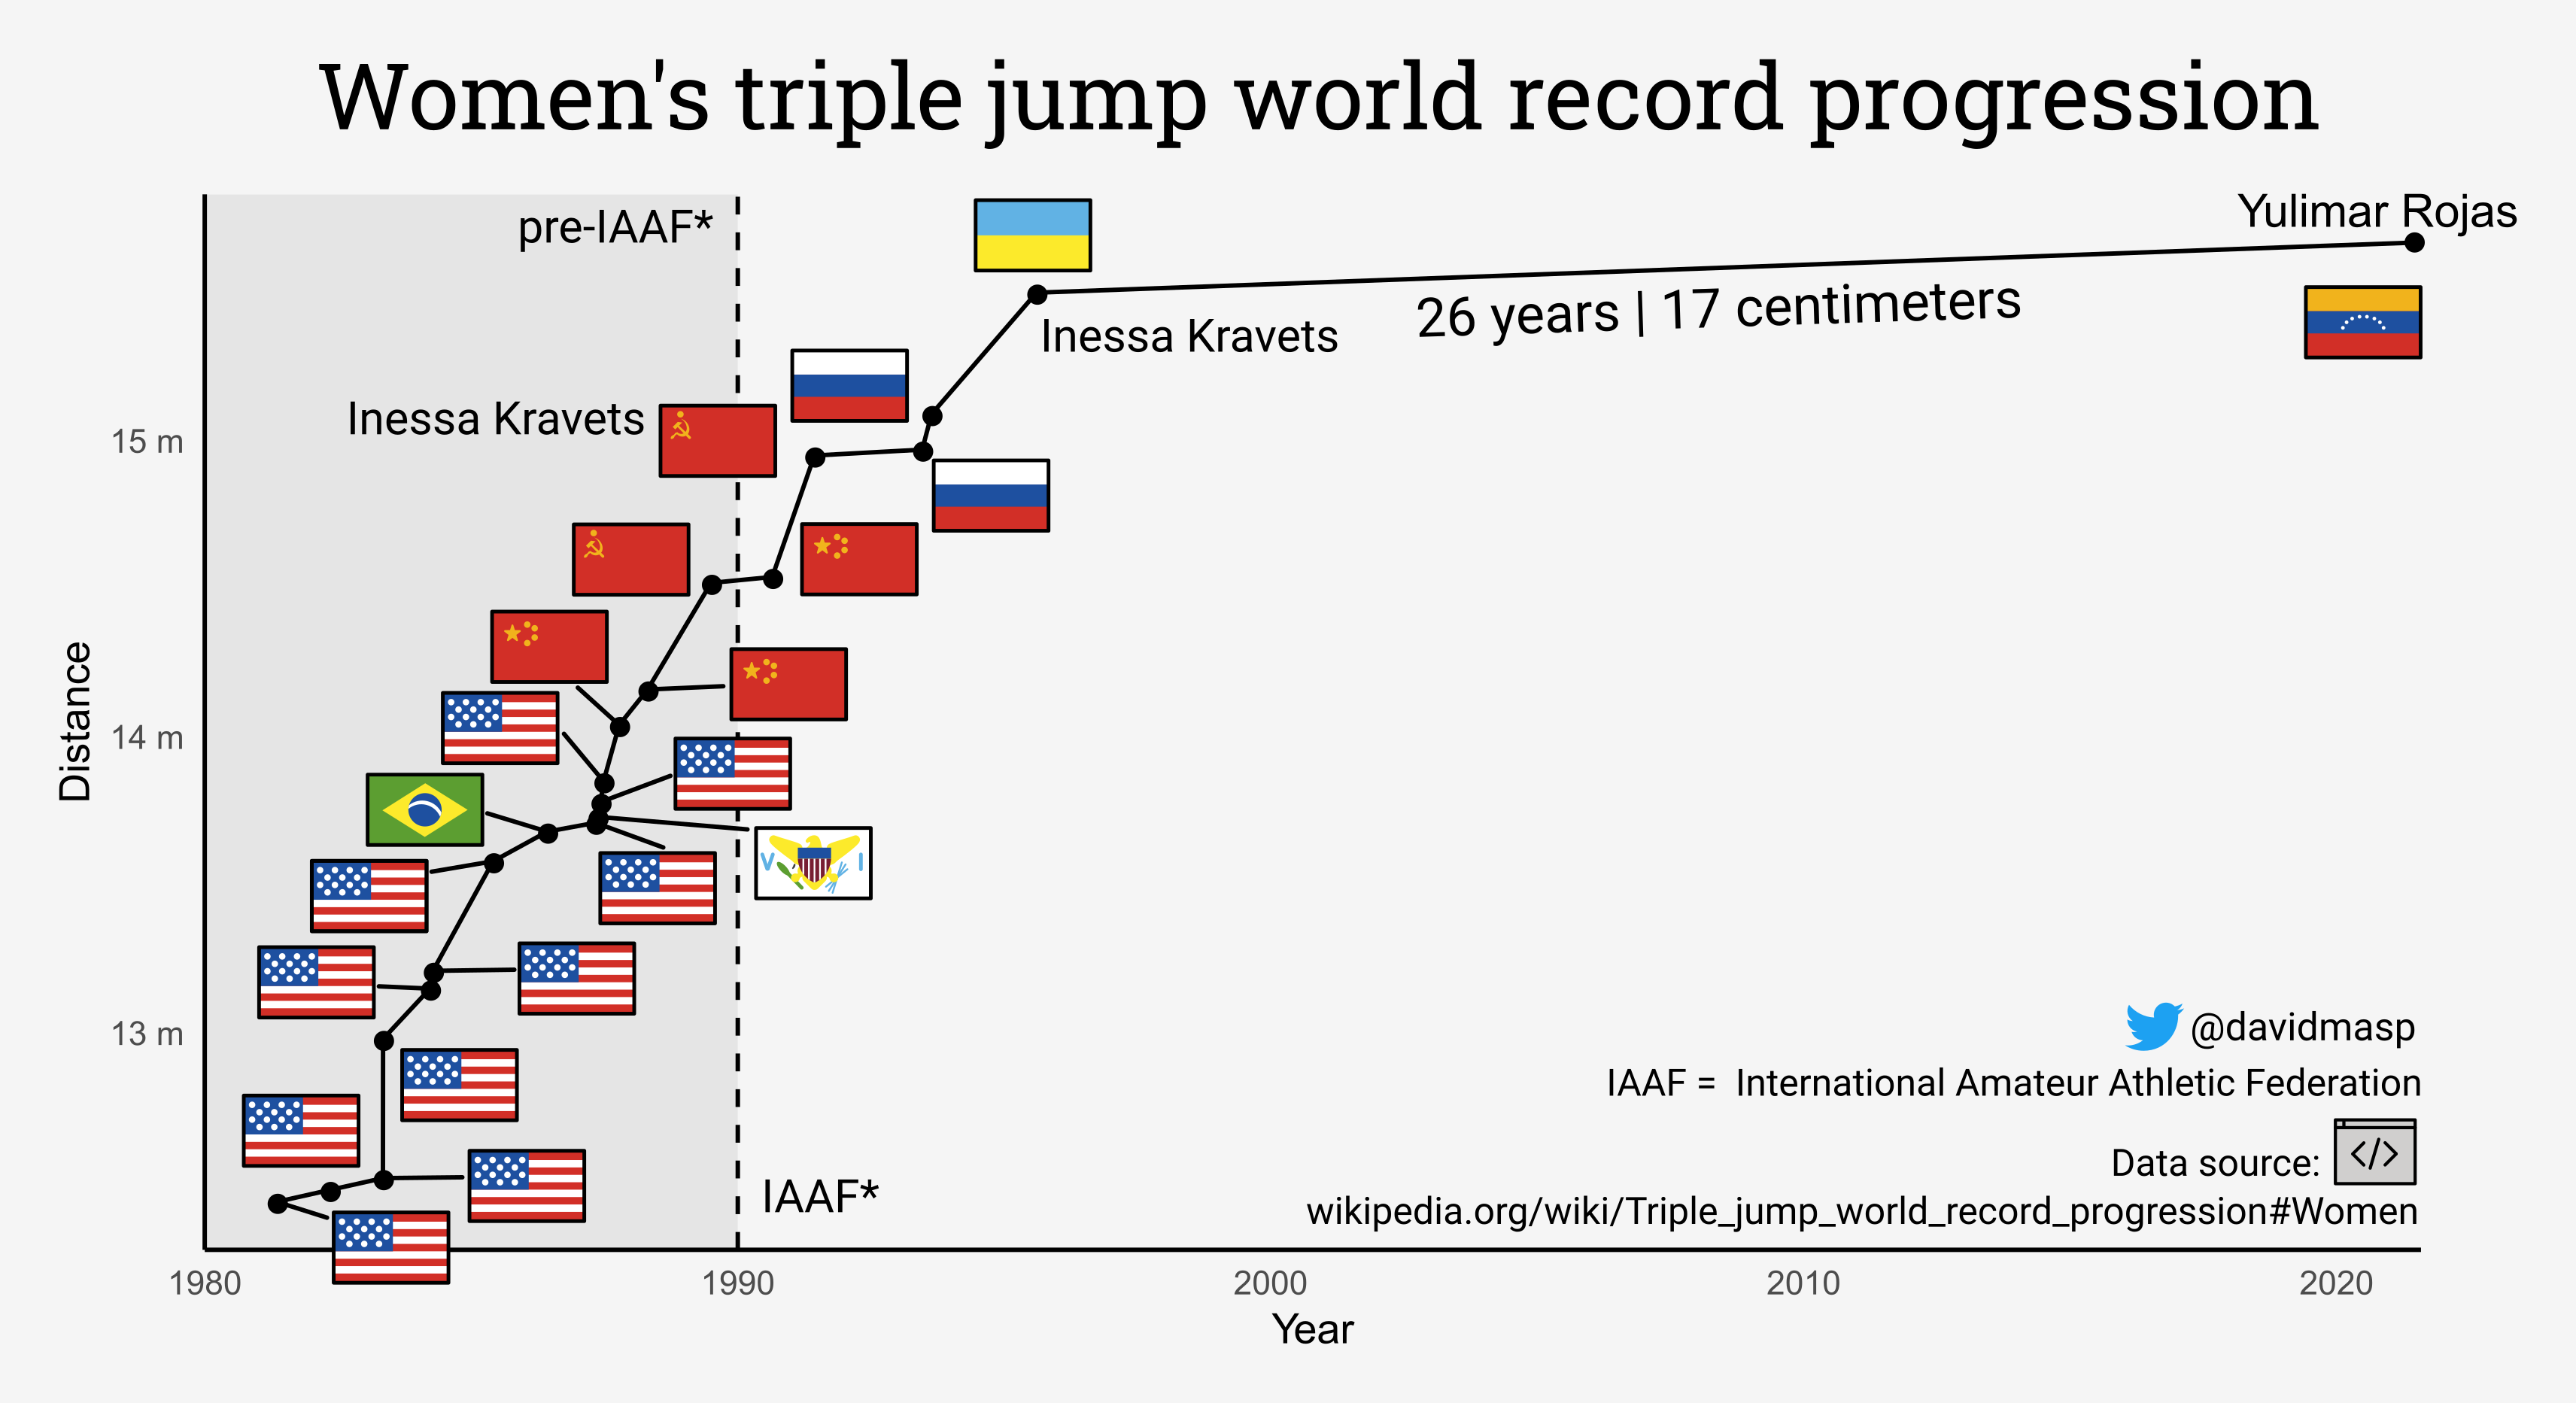 Women's triple jump world record progression
pre-IAAF*
Yulimar Rojas
26 years | 17 centimeters
Inessa Kravets
Inessa Kravets
15 m
14 m
13 m
Distance
V I
IAAF*
@davidmasp
IAAF = International Amateur Athletic Federation
</>
Data source:
wikipedia.org/wiki/Triple_jump_world_record_progression#Women
1980 1990 2000 2010 2020
Year